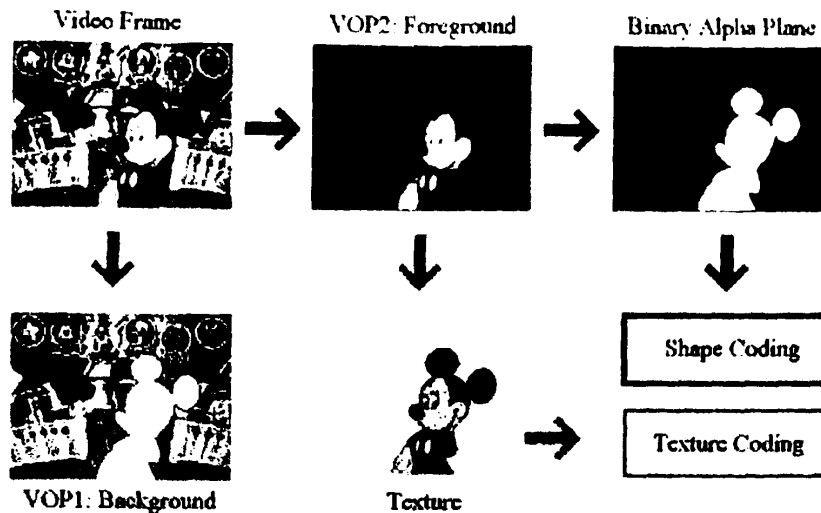 Video Frame
VOP2: Foreground
Binary Alpha Plane
Shape Coding
Texture Coding
VOP1: Background
Texture